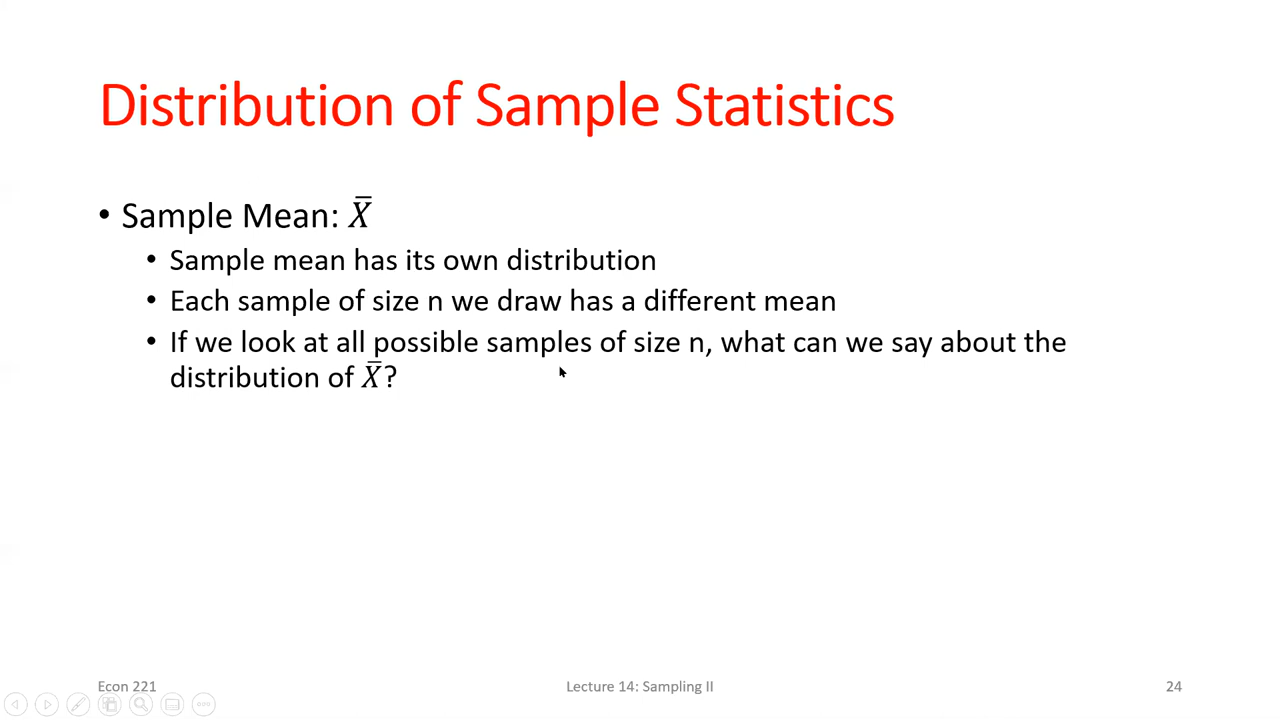 Distribution of Sample Statistics
• Sample Mean: X̄
• Sample mean has its own distribution
• Each sample of size n we draw has a different mean
• If we look at all possible samples of size n, what can we say about the
distribution of X̄?
Econ 221
Lecture 14: Sampling II
24